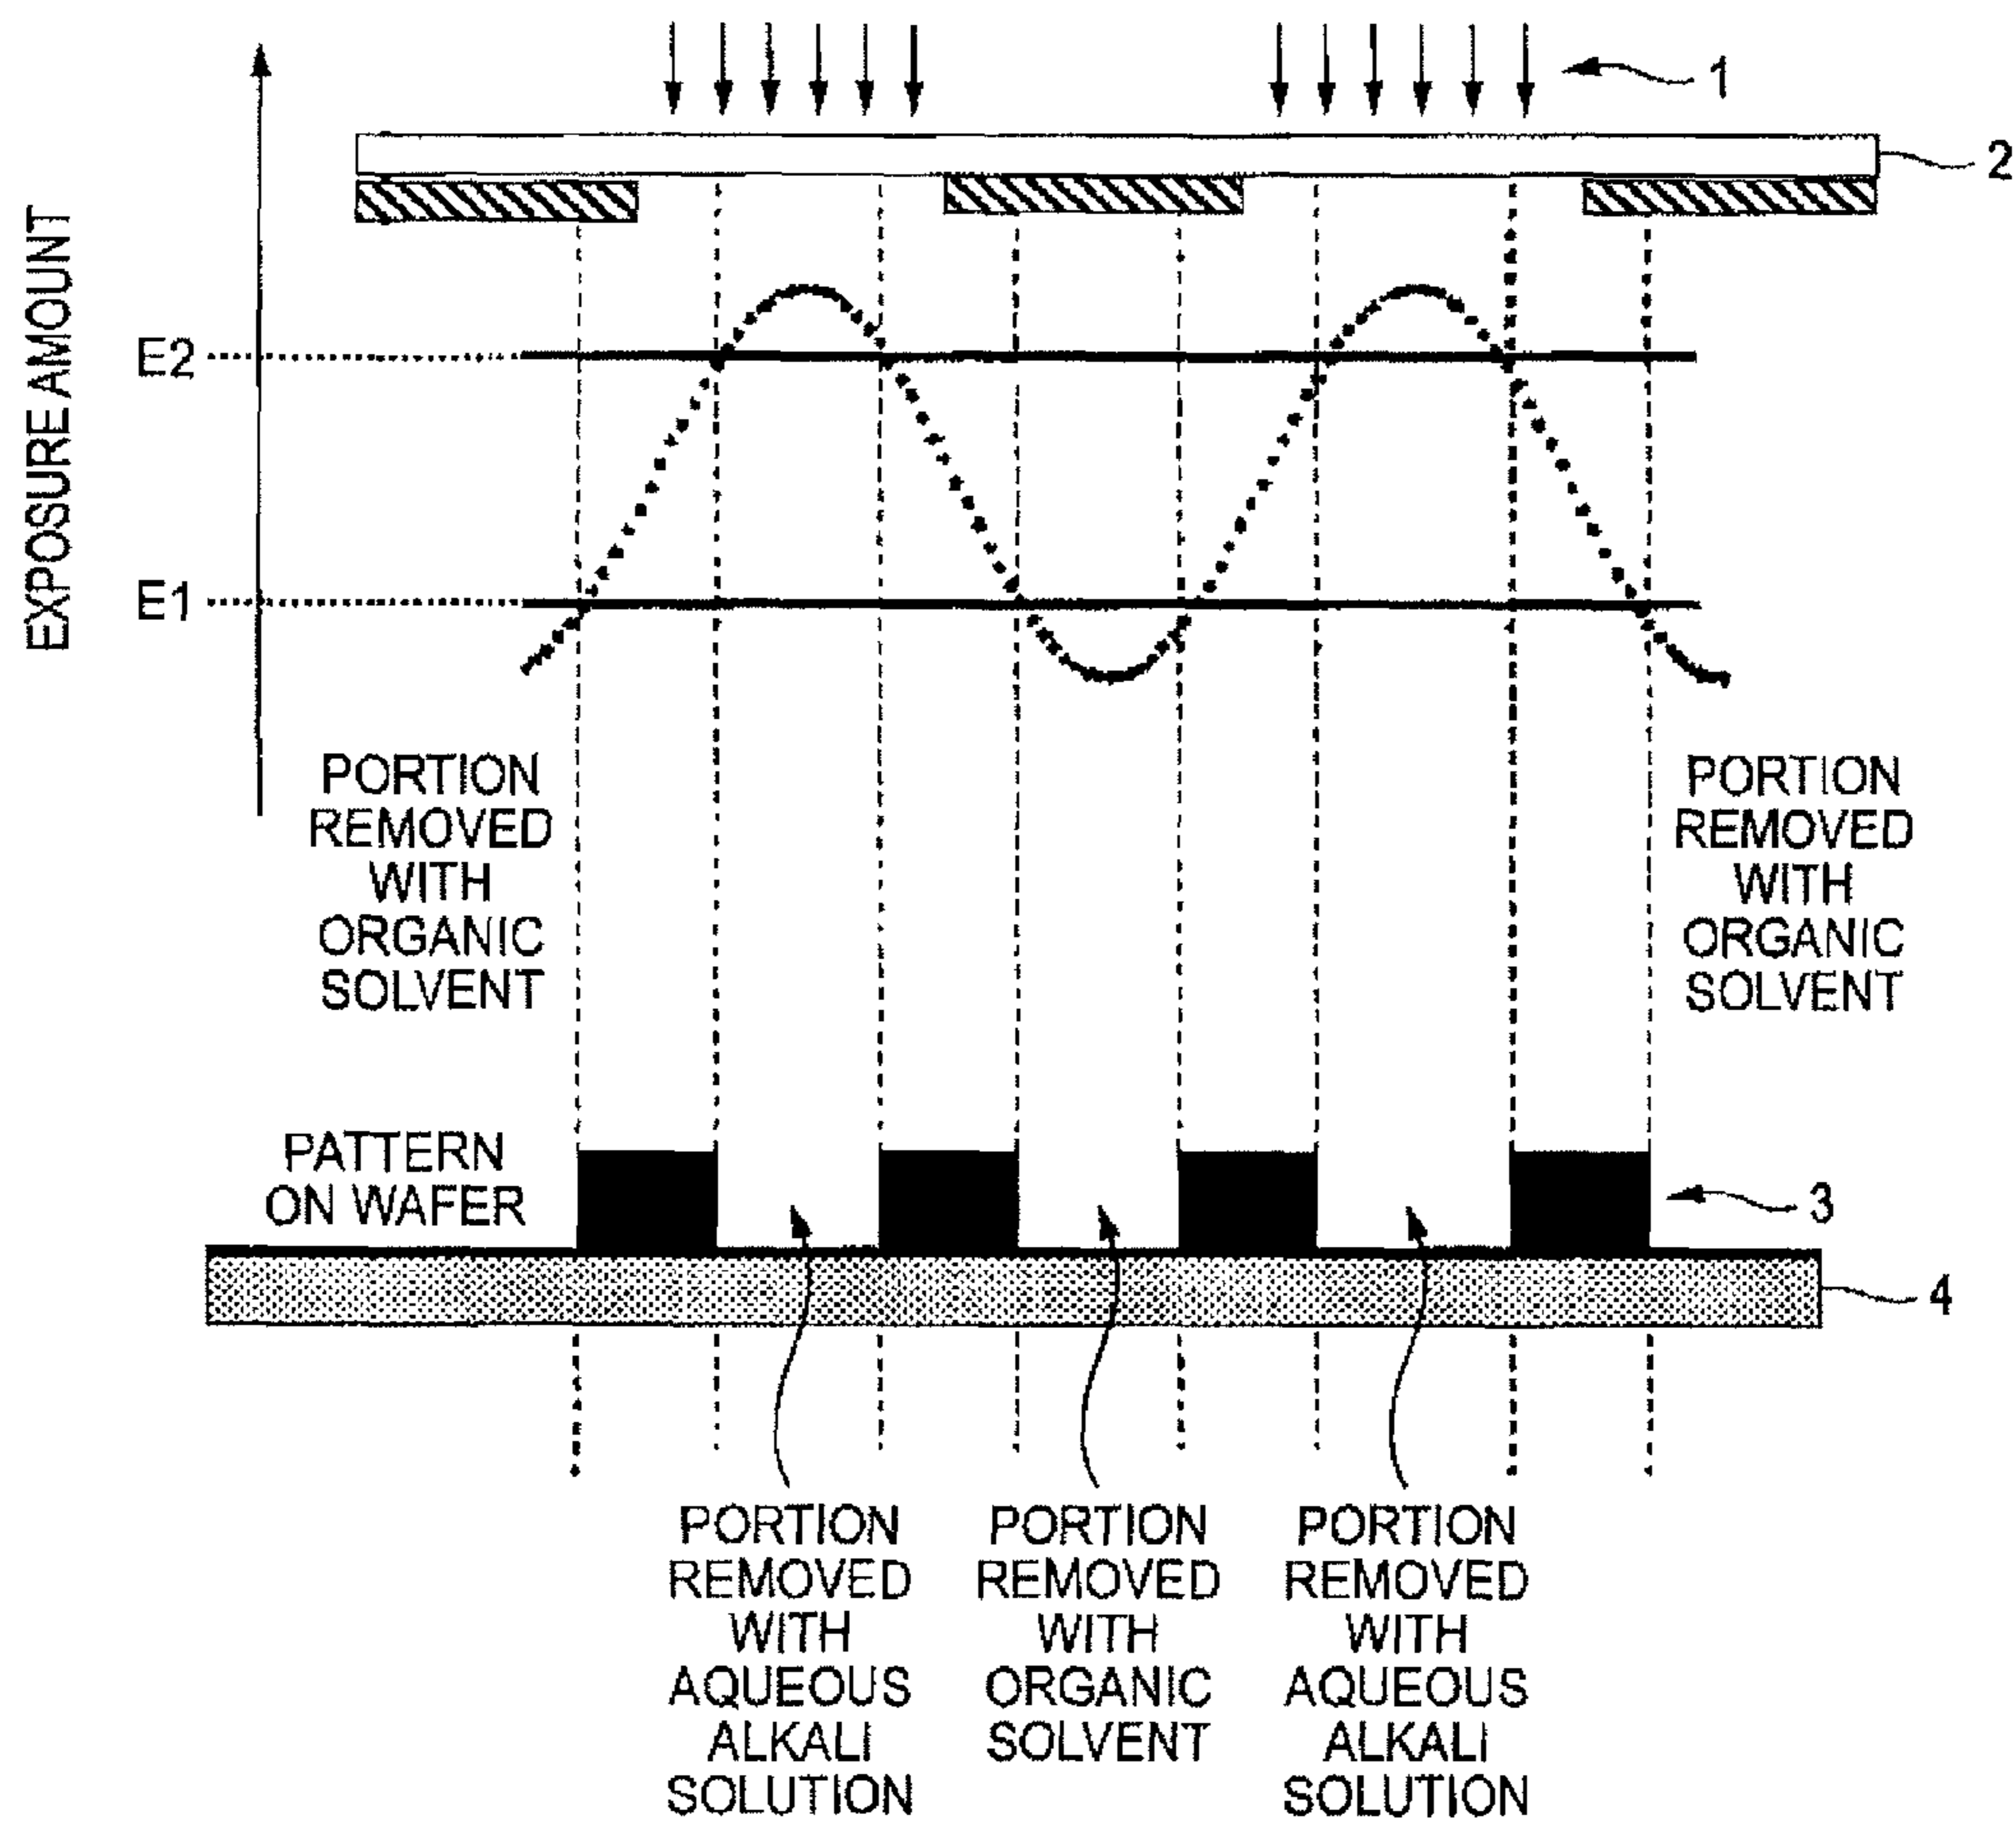 1
2
EXPOSURE AMOUNT
E2
E1
PORTION
REMOVED
WITH
ORGANIC
SOLVENT
PORTION
REMOVED
WITH
ORGANIC
SOLVENT
PATTERN
ON WAFER
3
4
PORTION
REMOVED
WITH
AQUEOUS
ALKALI
SOLUTION
PORTION
REMOVED
WITH
ORGANIC
SOLVENT
PORTION
REMOVED
WITH
AQUEOUS
ALKALI
SOLUTION